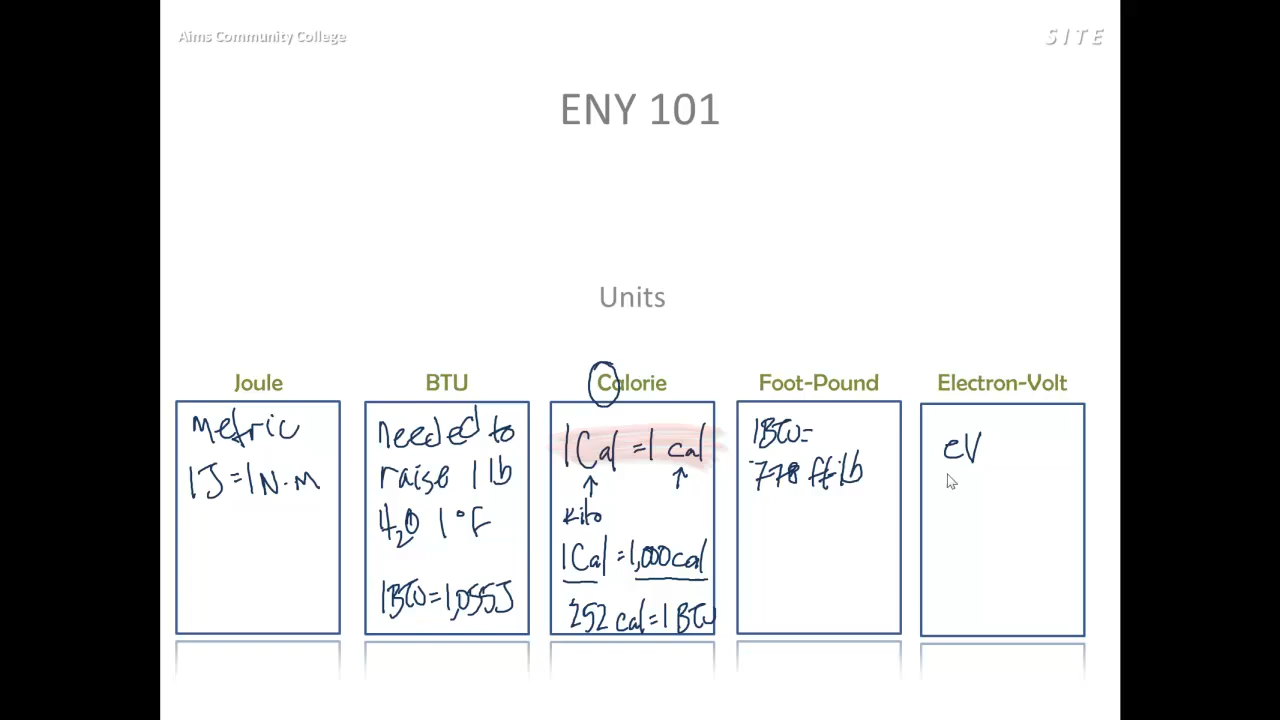 Aims Community College
SITE
ENY 101
Units
Joule
Metric
1J=1N·m
BTU
needed to
raise 1 lb
H2O 1°F
1BTU=1,055J
Calorie
1Cal=1 cal
↑ ↑
Kilo
1Cal=1,000cal
252 cal=1 BTU
Foot-Pound
1BTU=
778 ft·lb
Electron-Volt
eV